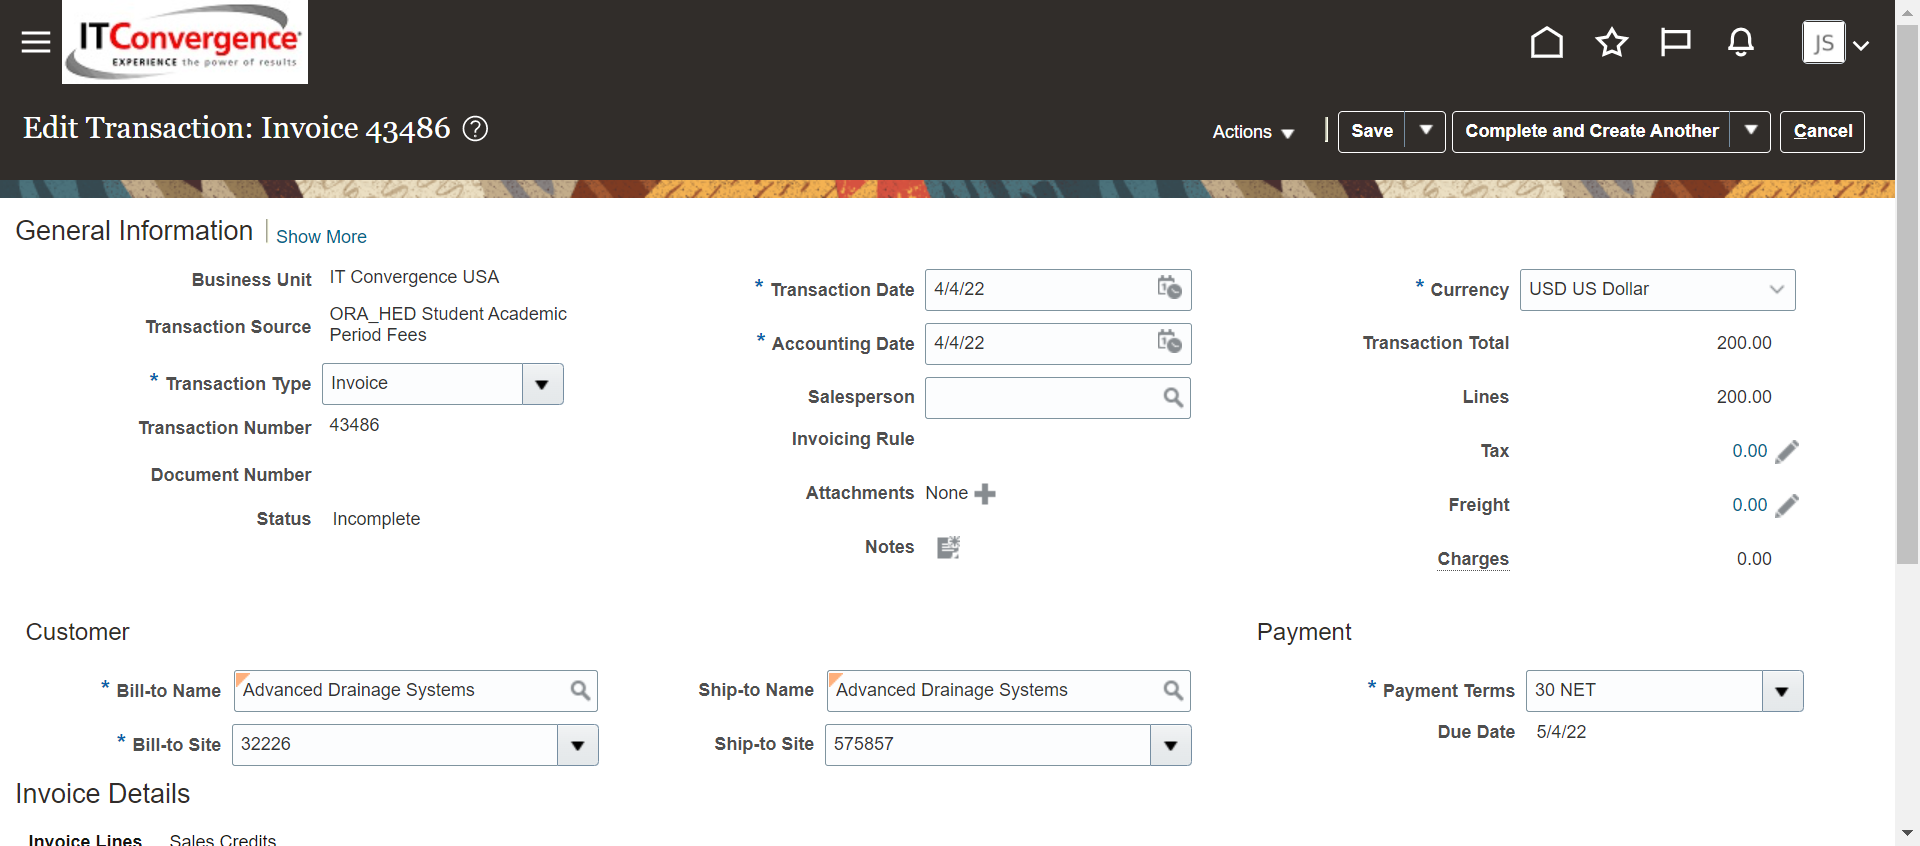 ITConvergence
EXPERIENCE the power of results
JS
Edit Transaction: Invoice 43486 ?
Actions
Save
Complete and Create Another
Cancel
General Information
Show More
Business Unit IT Convergence USA
Transaction Source ORA_HED Student Academic
Period Fees
* Transaction Type Invoice
Transaction Number 43486
Document Number
Status Incomplete
* Transaction Date 4/4/22
* Accounting Date 4/4/22
Salesperson
Invoicing Rule
Attachments None
Notes
* Currency USD US Dollar
Transaction Total 200.00
Lines 200.00
Tax 0.00
Freight 0.00
Charges 0.00
Customer
* Bill-to Name Advanced Drainage Systems
* Bill-to Site 32226
Ship-to Name Advanced Drainage Systems
Ship-to Site 575857
Payment
* Payment Terms 30 NET
Due Date 5/4/22
Invoice Details
Invoice Lines Sales Credits